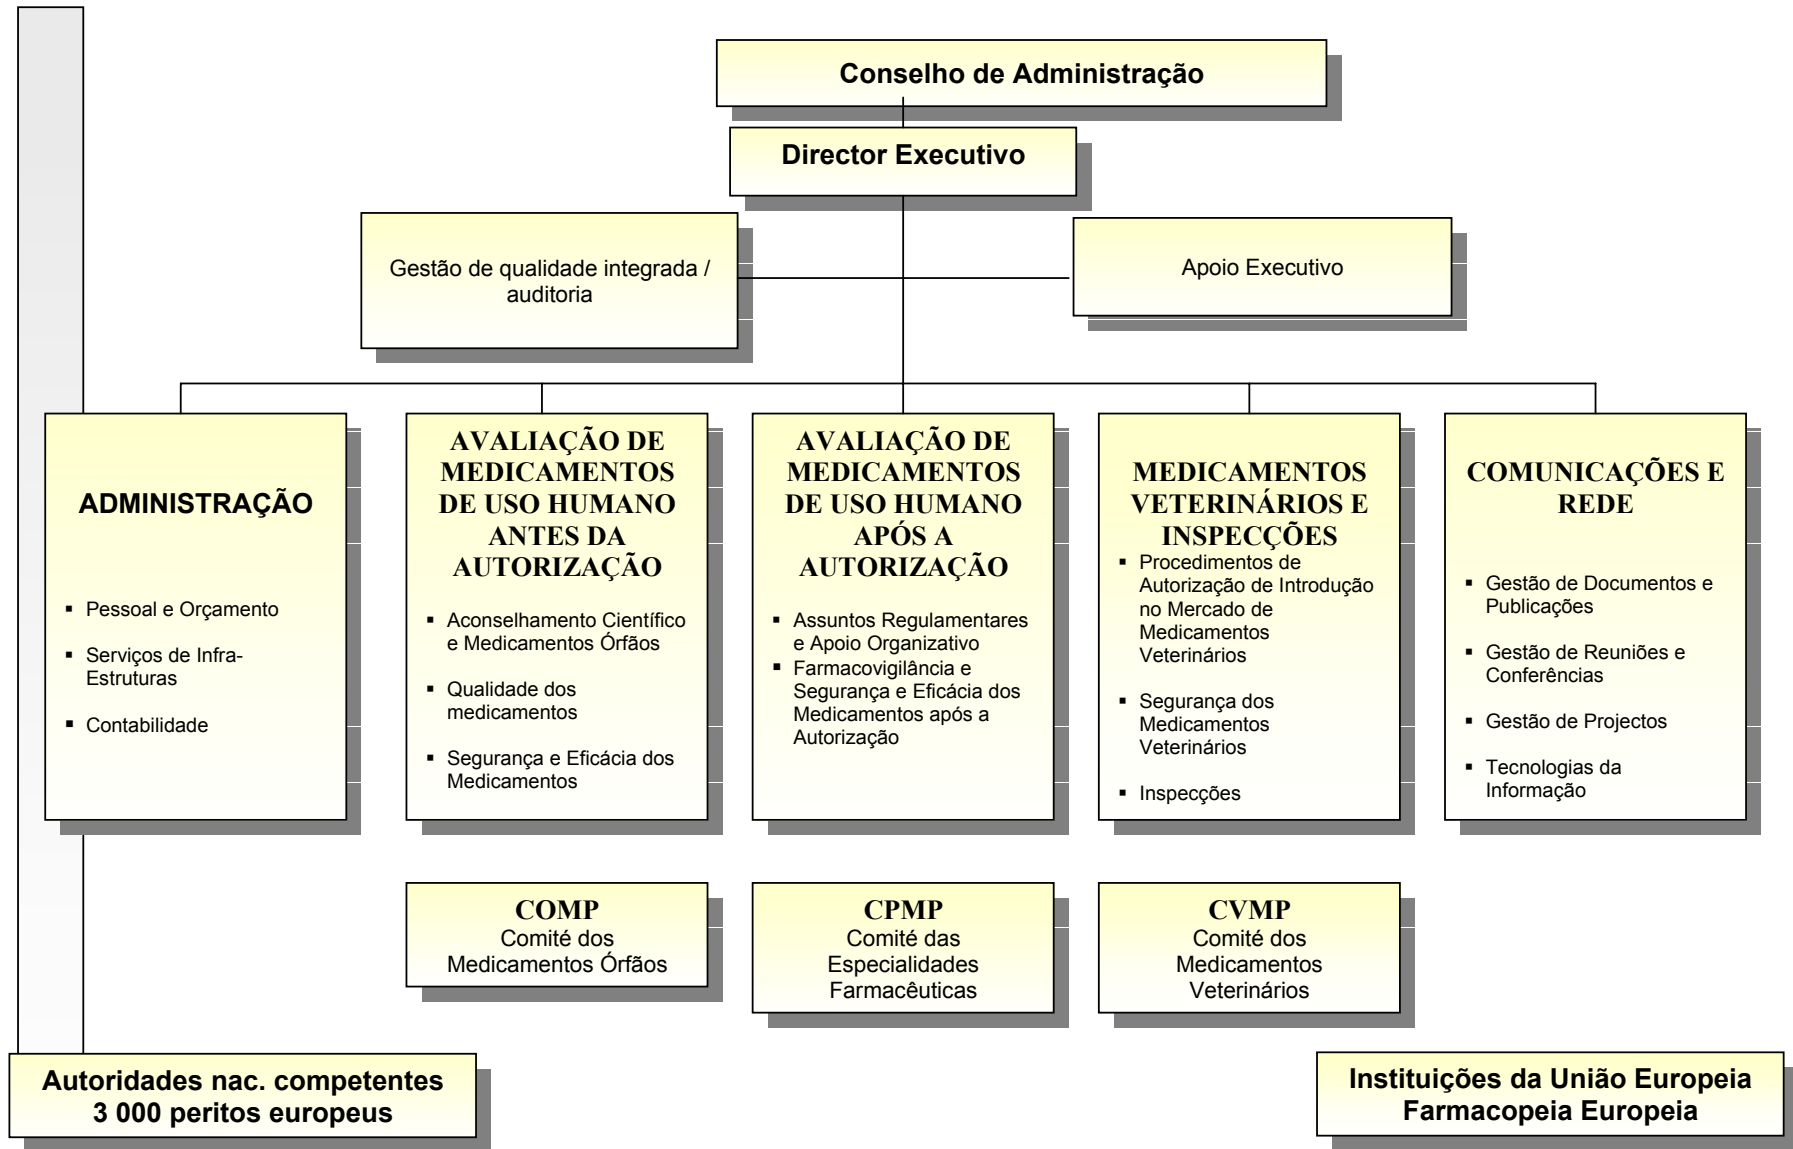 Conselho de Administração
Director Executivo
Gestão de qualidade integrada /
auditoria
Apoio Executivo
ADMINISTRAÇÃO
▪ Pessoal e Orçamento
▪ Serviços de Infra-
Estruturas
▪ Contabilidade
AVALIAÇÃO DE
MEDICAMENTOS
DE USO HUMANO
ANTES DA
AUTORIZAÇÃO
▪ Aconselhamento Científico
e Medicamentos Órfãos
▪ Qualidade dos
medicamentos
▪ Segurança e Eficácia dos
Medicamentos
AVALIAÇÃO DE
MEDICAMENTOS
DE USO HUMANO
APÓS A
AUTORIZAÇÃO
▪ Assuntos Regulamentares
e Apoio Organizativo
▪ Farmacovigilância e
Segurança e Eficácia dos
Medicamentos após a
Autorização
MEDICAMENTOS
VETERINÁRIOS E
INSPECÇÕES
▪ Procedimentos de
Autorização de Introdução
no Mercado de
Medicamentos
Veterinários
▪ Segurança dos
Medicamentos
Veterinários
▪ Inspecções
COMUNICAÇÕES E
REDE
▪ Gestão de Documentos e
Publicações
▪ Gestão de Reuniões e
Conferências
▪ Gestão de Projectos
▪ Tecnologias da
Informação
COMP
Comité dos
Medicamentos Órfãos
CPMP
Comité das
Especialidades
Farmacêuticas
CVMP
Comité dos
Medicamentos
Veterinários
Autoridades nac. competentes
3 000 peritos europeus
Instituições da União Europeia
Farmacopeia Europeia